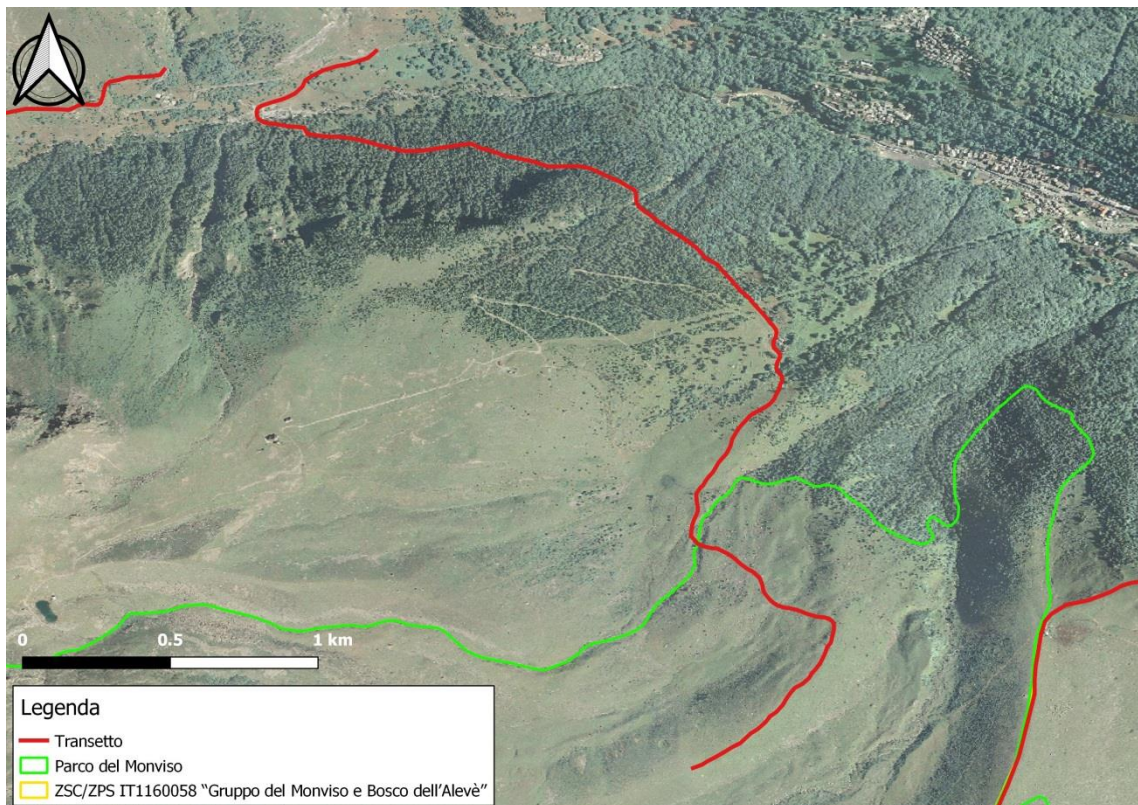 0 0.5 1 km
Legenda
Transetto
Parco del Monviso
ZSC/ZPS IT1160058 “Gruppo del Monviso e Bosco dell'Alevè”